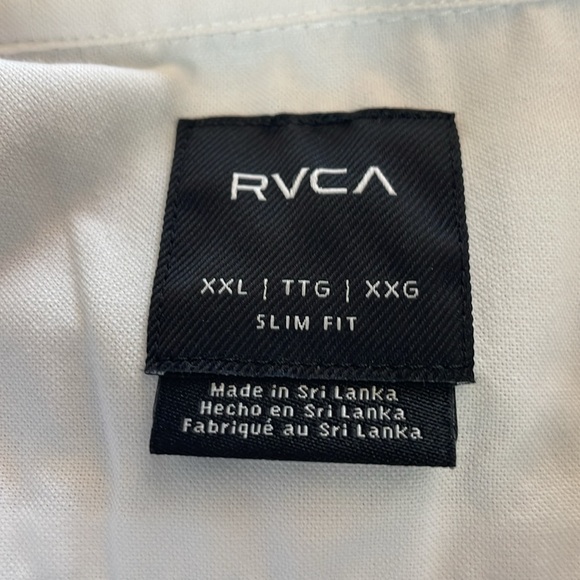 RVCA
XXL | TTG | XXG
SLIM FIT
Made in Sri Lanka
Hecho en Sri Lanka
Fabriqué au Sri Lanka